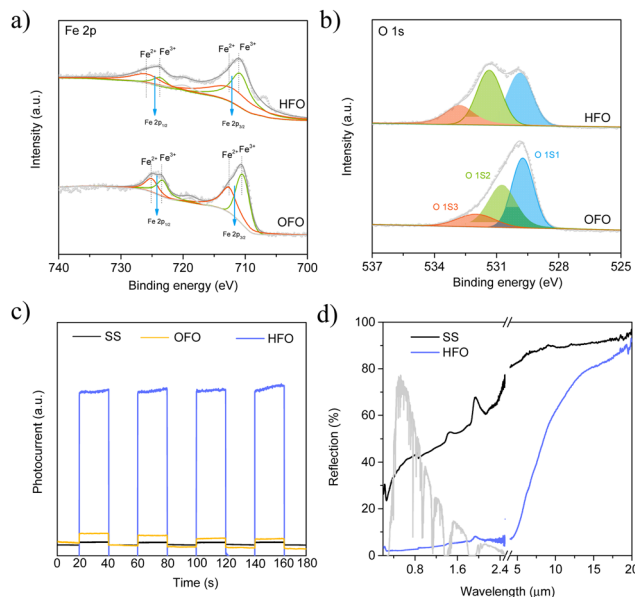 a)
Fe 2p
Fe²⁺ Fe³⁺
Fe²⁺ Fe³⁺
HFO
Fe 2p₁/₂
Fe 2p₃/₂
Fe²⁺ Fe³⁺
Fe²⁺ Fe³⁺
OFO
Fe 2p₁/₂
Fe 2p₃/₂
Intensity (a.u.)
740 730 720 710 700
Binding energy (eV)
b)
O 1s
HFO
O 1S1
O 1S2
O 1S3
OFO
Intensity (a.u.)
537 534 531 528 525
Binding energy (eV)
c)
SS OFO HFO
Photocurrent (a.u.)
0 20 40 60 80 100 120 140 160 180
Time (s)
d)
SS
HFO
Reflection (%)
100
80
60
40
20
0
0.8 1.6 2.4 5 10 15 20
Wavelength (μm)